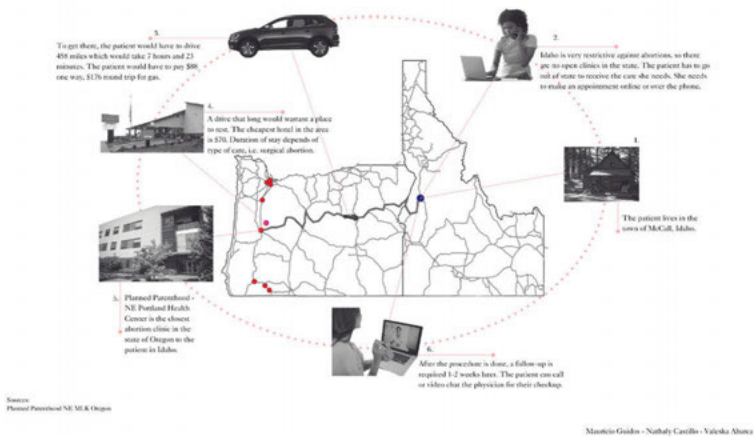 1.
The patient lives in the
town of McCall, Idaho.
2.
Idaho is very restrictive against abortions, so there
are no open clinics in the state. The patient has to go
out of state to receive the care she needs. She needs
to make an appointment online or over the phone.
3.
To get there, the patient would have to drive
458 miles which would take 7 hours and 23
minutes. The patient would have to pay $88
one way, $176 round trip for gas.
4.
A drive that long would warrant a place
to rest. The cheapest hotel in the area
is $70. Duration of stay depends of
type of care, i.e. surgical abortion.
5. Planned Parenthood -
NE Portland Health
Center is the closest
abortion clinic in the
state of Oregon to the
patient in Idaho.
6.
After the procedure is done, a follow-up is
required 1-2 weeks later. The patient can call
or video chat the physician for their checkup.
Sources:
Planned Parenthood NE MLK Oregon
Mauricio Guidos - Nathaly Castillo - Valeska Abarca